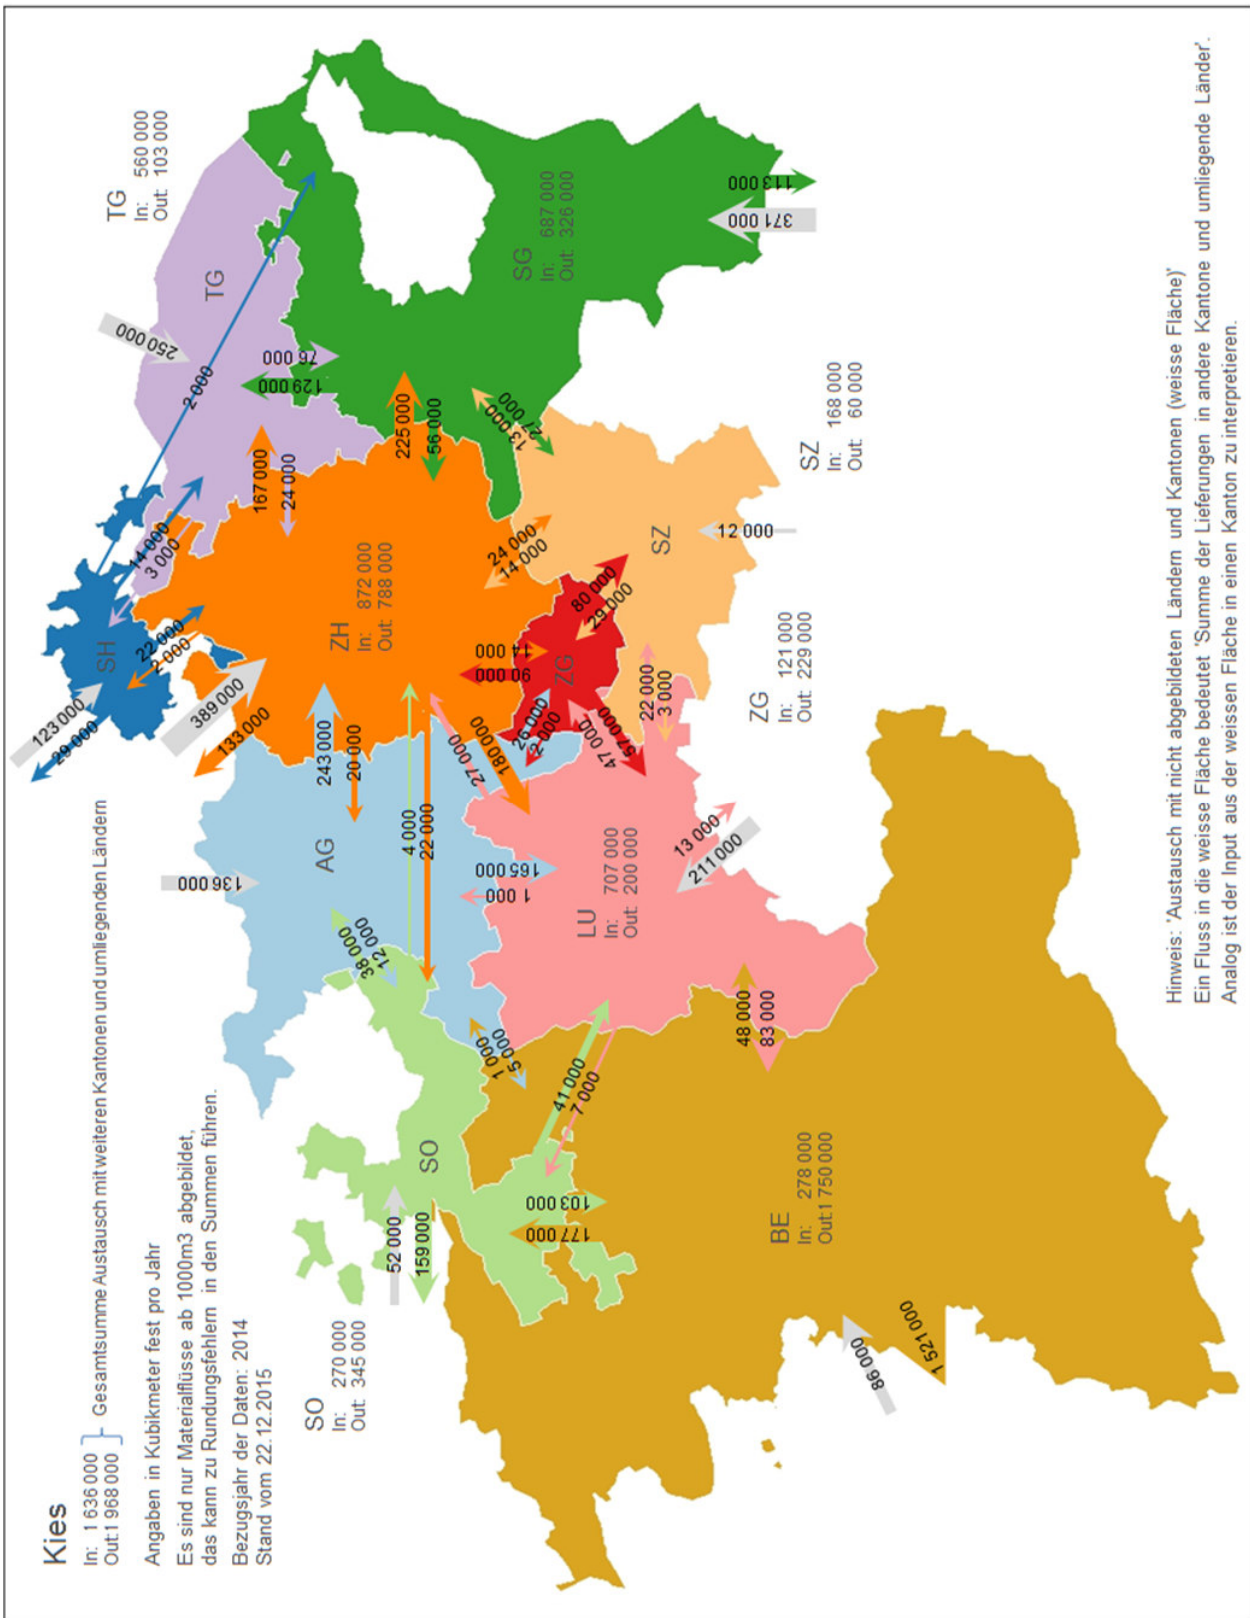 Kies
In: 1 636 000
Out:1 968 000
Gesamtsumme Austausch mit weiteren Kantonen und umliegenden Ländern
Angaben in Kubikmeter fest pro Jahr
Es sind nur Materialflüsse ab 1000m3 abgebildet,
das kann zu Rundungsfehlern in den Summen führen.
Bezugsjahr der Daten: 2014
Stand vom 22.12.2015
SO
In: 270 000
Out: 345 000
TG
In: 560 000
Out: 103 000
123 000
29 000
SH
14 000
3 000
22 000
2 000
2 000
250 000
TG
389 000
133 000
136 000
167 000
24 000
129 000
76 000
AG
243 000
20 000
ZH
In: 872 000
Out: 788 000
225 000
56 000
SG
In: 687 000
Out: 326 000
52 000
159 000
SO
38 000
12 000
4 000
22 000
27 000
180 000
90 000
14 000
24 000
14 000
13 000
27 000
1 000
5 000
1 000
165 000
26 000
2 000
ZG
80 000
29 000
177 000
103 000
41 000
7 000
LU
In: 707 000
Out: 200 000
47 000
57 000
22 000
3 000
SZ
12 000
371 000
113 000
48 000
83 000
211 000
13 000
ZG
In: 121 000
Out: 229 000
SZ
In: 168 000
Out: 60 000
BE
In: 278 000
Out:1 750 000
86 000
1 521 000
Hinweis: 'Austausch mit nicht abgebildeten Ländern und Kantonen (weisse Fläche)'
Ein Fluss in die weisse Fläche bedeutet 'Summe der Lieferungen in andere Kantone und umliegende Länder'.
Analog ist der Input aus der weissen Fläche in einen Kanton zu interpretieren.